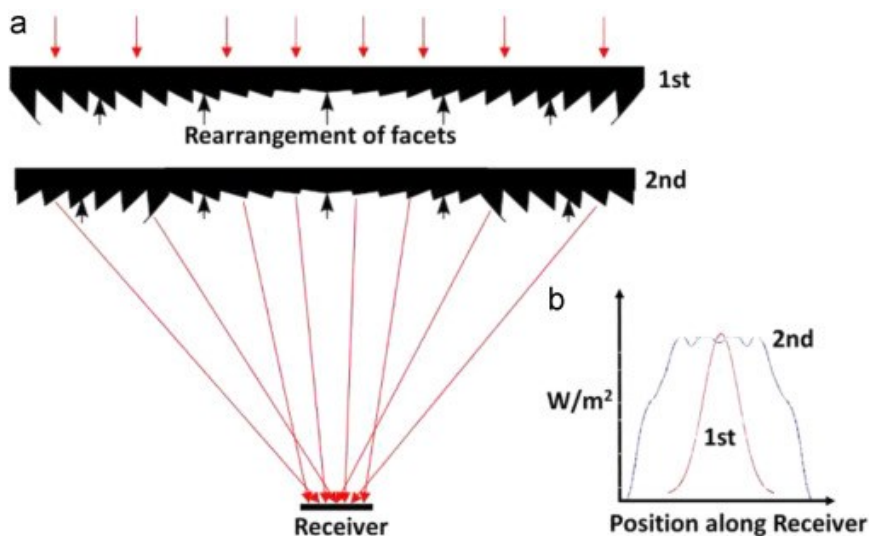 a
1st
Rearrangement of facets
2nd
b
2nd
W/m²
1st
Receiver
Position along Receiver